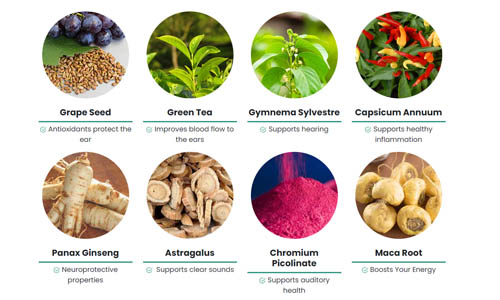 Grape Seed
Antioxidants protect the
ear
Green Tea
Improves blood flow to
the ears
Gymnema Sylvestre
Supports hearing
Capsicum Annuum
Supports healthy
inflammation
Panax Ginseng
Neuroprotective
properties
Astragalus
Supports clear sounds
Chromium
Picolinate
Supports auditory
health
Maca Root
Boosts Your Energy